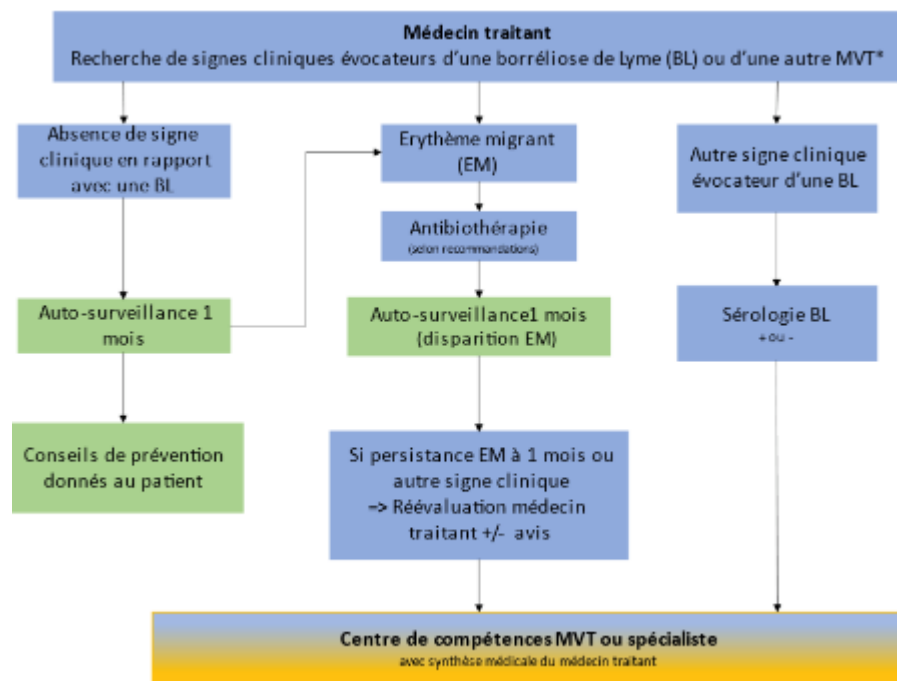 Médecin traitant
Recherche de signes cliniques évocateurs d'une borréliose de Lyme (BL) ou d'une autre MVT*
Absence de signe
clinique en rapport
avec une BL
Erythème migrant
(EM)
Autre signe clinique
évocateur d'une BL
Antibiothérapie
(selon recommandations)
Auto-surveillance 1
mois
Auto-surveillance1 mois
(disparition EM)
Sérologie BL
+ ou -
Conseils de prévention
donnés au patient
Si persistance EM à 1 mois ou
autre signe clinique
=> Réévaluation médecin
traitant +/- avis
Centre de compétences MVT ou spécialiste
avec synthèse médicale du médecin traitant